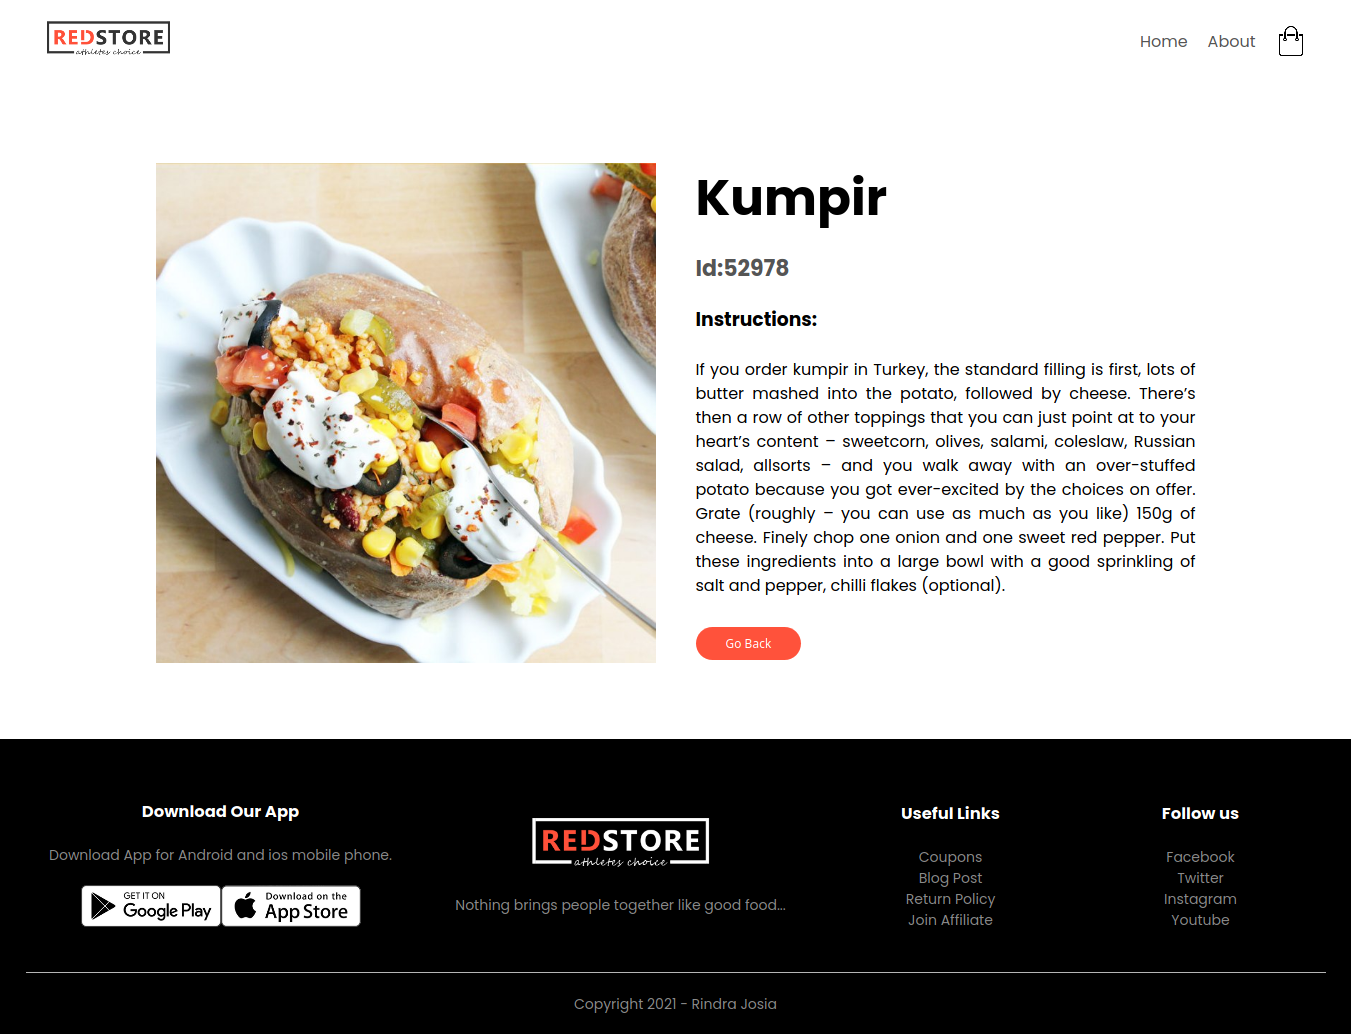 REDSTORE
athletes choice
Home About
Kumpir
Id:52978
Instructions:
If you order kumpir in Turkey, the standard filling is first, lots of
butter mashed into the potato, followed by cheese. There’s
then a row of other toppings that you can just point at to your
heart’s content – sweetcorn, olives, salami, coleslaw, Russian
salad, allsorts – and you walk away with an over-stuffed
potato because you got ever-excited by the choices on offer.
Grate (roughly – you can use as much as you like) 150g of
cheese. Finely chop one onion and one sweet red pepper. Put
these ingredients into a large bowl with a good sprinkling of
salt and pepper, chilli flakes (optional).
Go Back
Download Our App
Download App for Android and ios mobile phone.
GET IT ON
Google Play
Download on the
App Store
REDSTORE
athletes choice
Nothing brings people together like good food...
Useful Links
Coupons
Blog Post
Return Policy
Join Affiliate
Follow us
Facebook
Twitter
Instagram
Youtube
Copyright 2021 - Rindra Josia